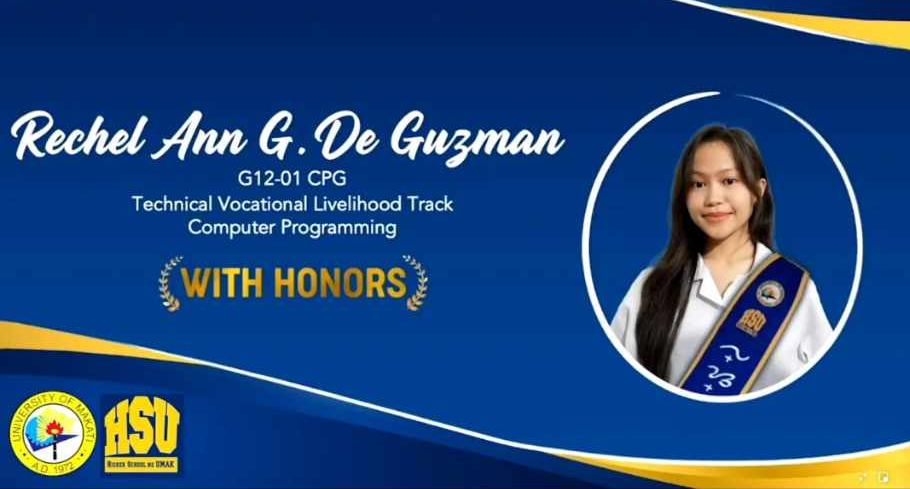 Rechel Ann G. De Guzman
G12-01 CPG
Technical Vocational Livelihood Track
Computer Programming
WITH HONORS
HSU
UNIVERSITY OF MAKATI
A.D. 1972
HSU
HIGHER SCHOOL NG UMAK